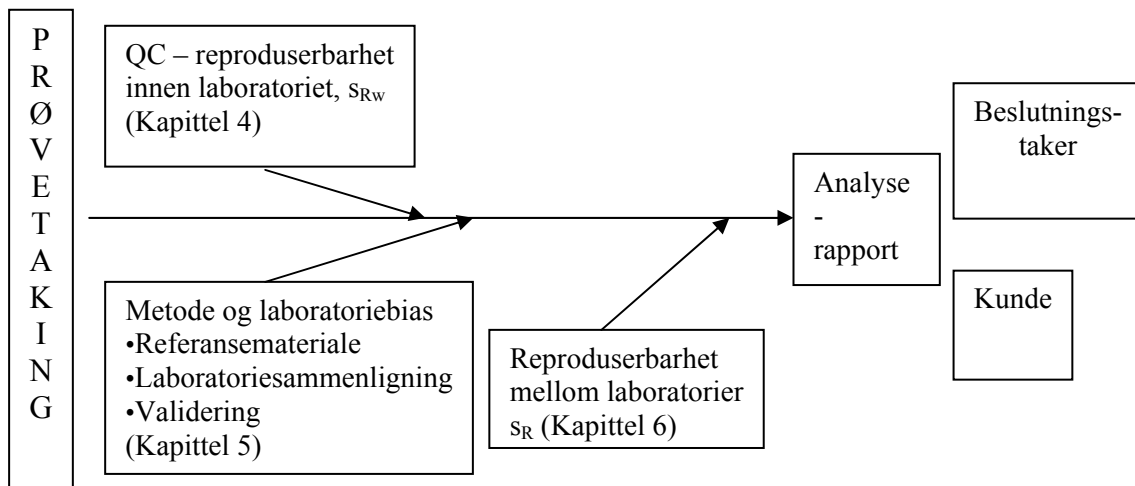 PRØVETAKING
QC – reproduserbarhet
innen laboratoriet, sRw
(Kapittel 4)
Metode og laboratoriebias
•Referansemateriale
•Laboratoriesammenligning
•Validering
(Kapittel 5)
Reproduserbarhet
mellom laboratorier
sR (Kapittel 6)
Analyse
-
rapport
Beslutnings-
taker
Kunde